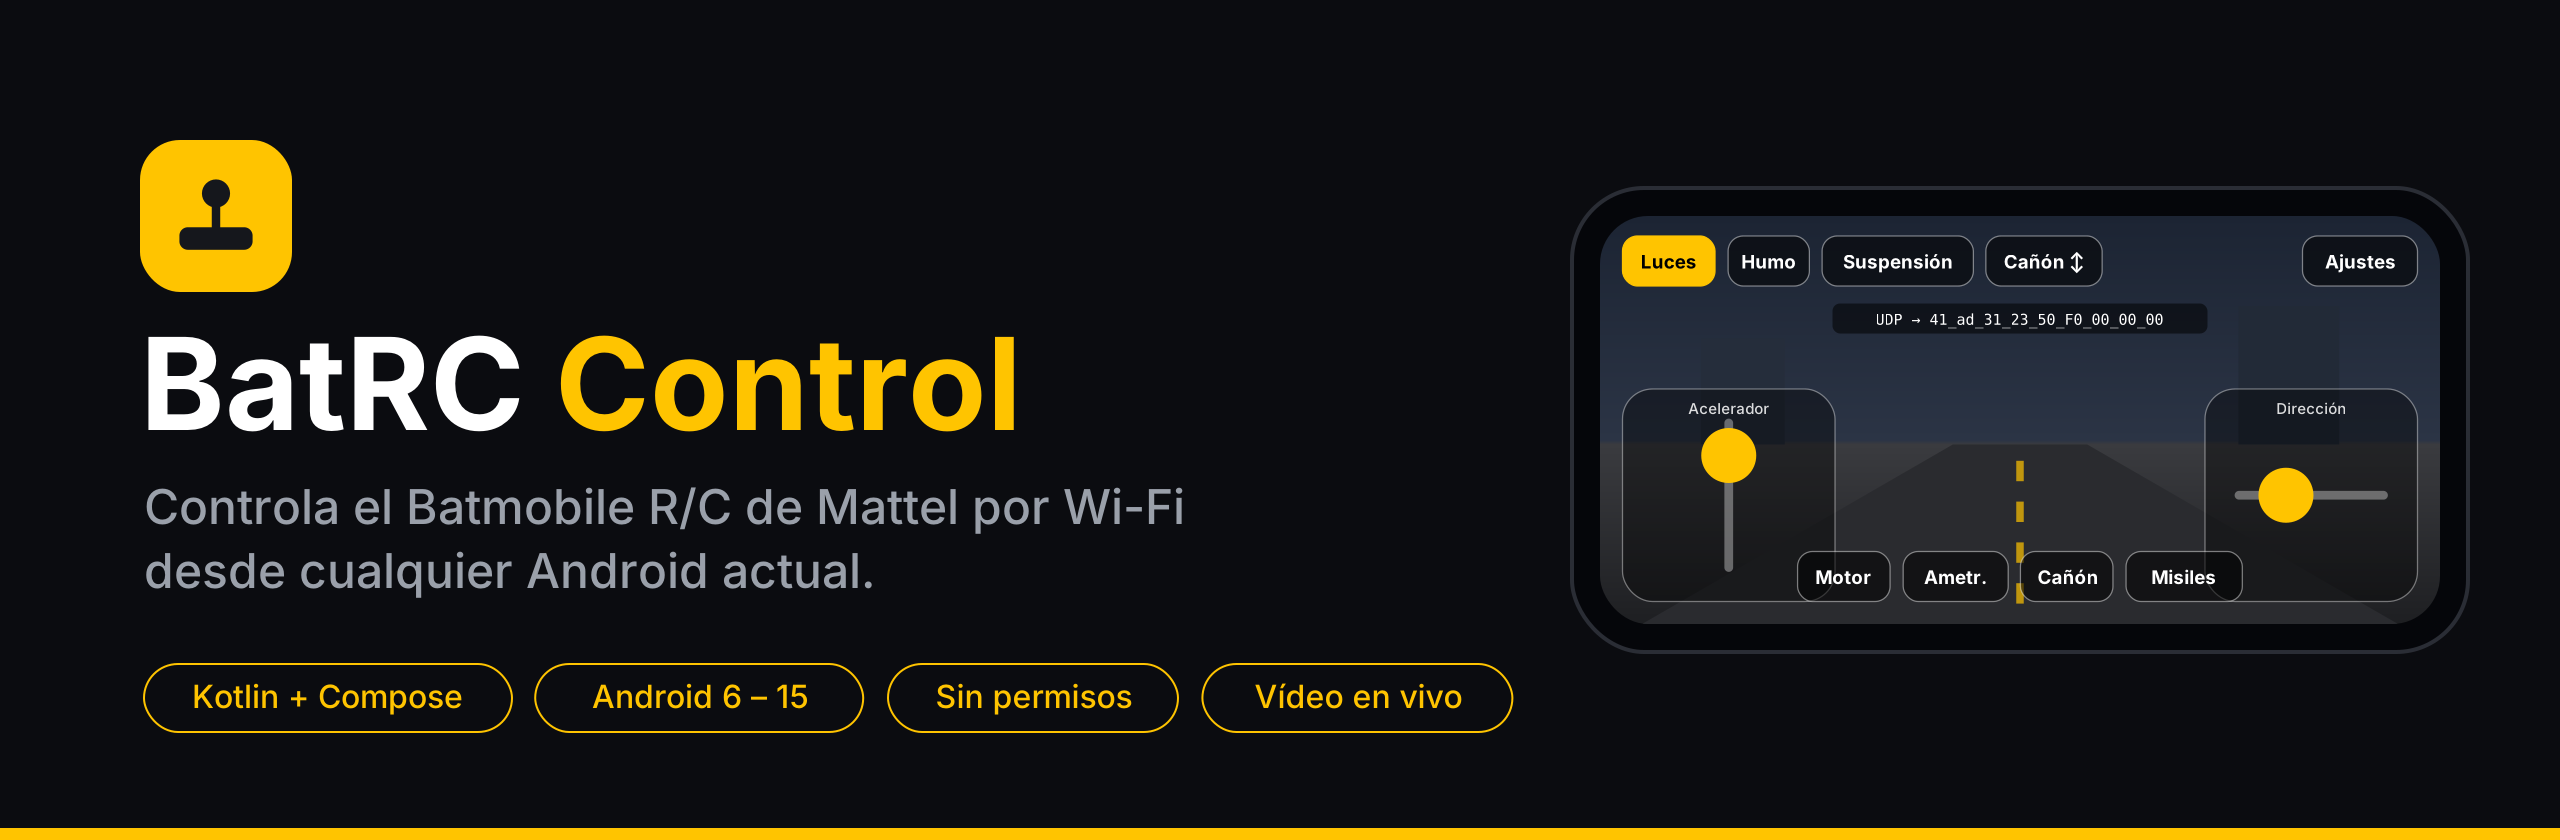 BatRC Control
Controla el Batmobile R/C de Mattel por Wi-Fi
desde cualquier Android actual.
Kotlin + Compose
Android 6 – 15
Sin permisos
Vídeo en vivo
Luces
Humo
Suspensión
Cañón ↕
Ajustes
UDP → 41_ad_31_23_50_F0_00_00_00
Acelerador
Dirección
Motor
Ametr.
Cañón
Misiles